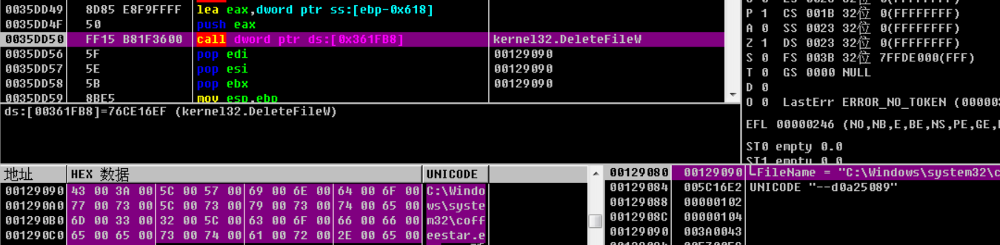 0035DD49 8D85 E8F9FFFF lea eax,dword ptr ss:[ebp-0x618]
0035DD4F 50 push eax
0035DD50 FF15 B81F3600 call dword ptr ds:[0x361FB8] kernel32.DeleteFileW
0035DD56 5F pop edi 00129090
0035DD57 5E pop esi 00129090
0035DD58 5B pop ebx 00129090
0035DD59 8BE5 mov esp,ebp
ds:[00361FB8]=76CE16EF (kernel32.DeleteFileW)
P 1 CS 001B 32位 0(FFFFFFFF)
A 0 SS 0023 32位 0(FFFFFFFF)
Z 1 DS 0023 32位 0(FFFFFFFF)
S 0 FS 003B 32位 7FFDE000(FFF)
T 0 GS 0000 NULL
D 0
O 0 LastErr ERROR_NO_TOKEN (00000
EFL 00000246 (NO,NB,E,BE,NS,PE,GE,
ST0 empty 0.0
ST1 empty 0.0
地址 HEX 数据 UNICODE
00129090 43 00 3A 00 5C 00 57 00 69 00 6E 00 64 00 6F 00 C:\Windo
001290A0 77 00 73 00 5C 00 73 00 79 00 73 00 74 00 65 00 ws\syste
001290B0 6D 00 33 00 32 00 5C 00 63 00 6F 00 66 00 66 00 m32\coff
001290C0 65 00 65 00 73 00 74 00 61 00 72 00 2E 00 65 00 eestar.e
00129080 00129090 FileName = "C:\Windows\system32\c
00129084 005C16E2 UNICODE "--d0a25089"
00129088 00000102
0012908C 00000104
00129090 003A0043